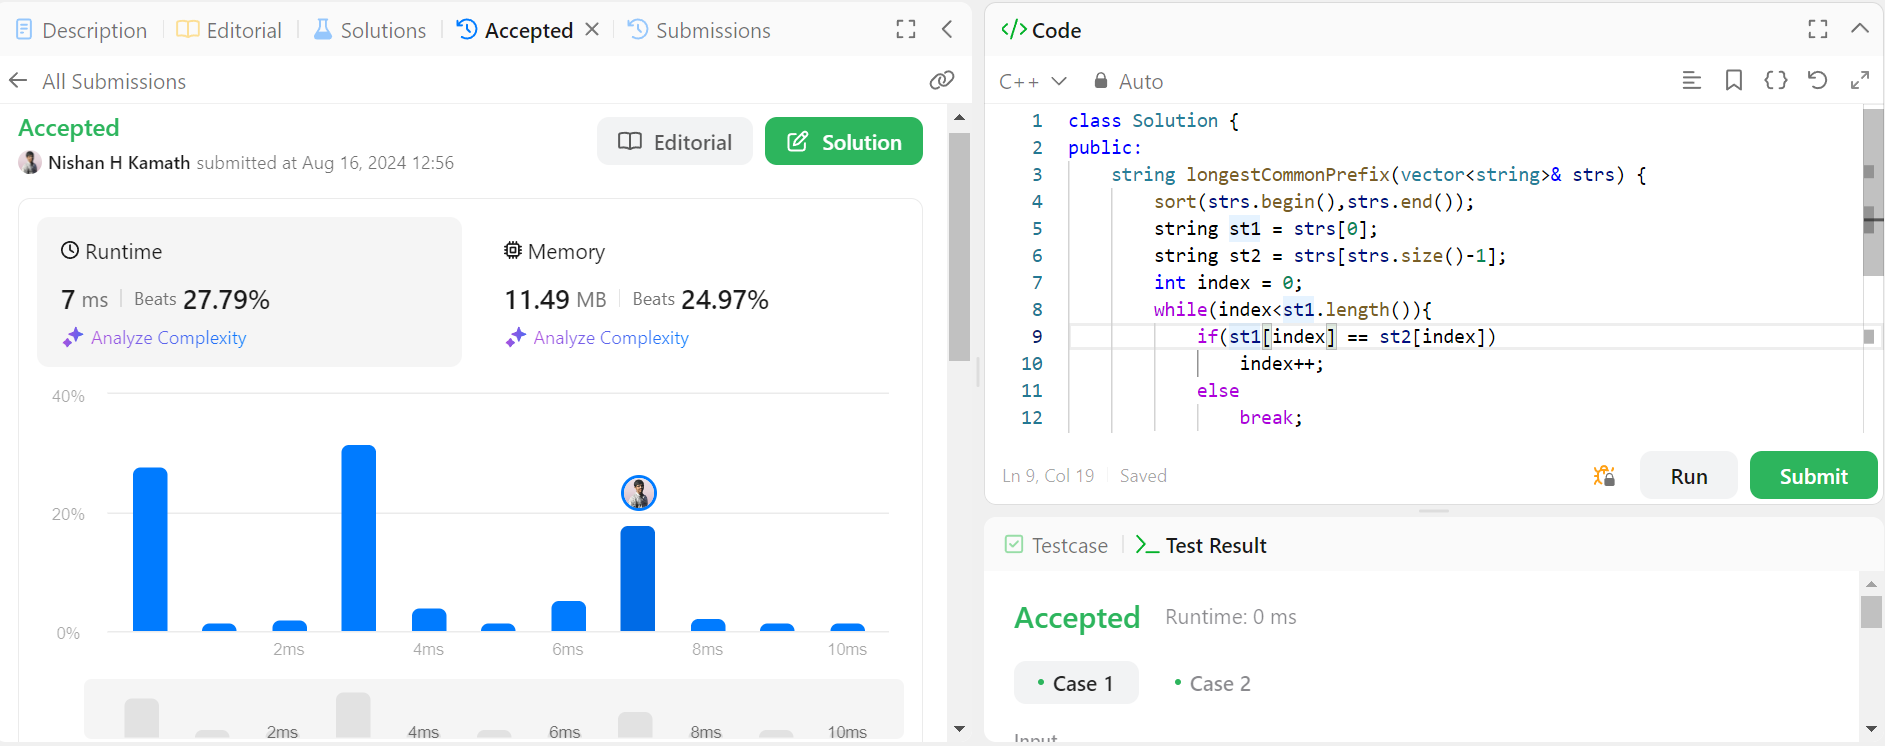 Description Editorial Solutions Accepted Submissions
All Submissions
Accepted
Editorial
Solution
Nishan H Kamath submitted at Aug 16, 2024 12:56
Runtime
7 ms Beats 27.79%
Analyze Complexity
Memory
11.49 MB Beats 24.97%
Analyze Complexity
40%
20%
0%
2ms 4ms 6ms 8ms 10ms
2ms 4ms 6ms 8ms 10ms
</> Code
C++ Auto
1 class Solution {
2 public:
3 string longestCommonPrefix(vector<string>& strs) {
4 sort(strs.begin(),strs.end());
5 string st1 = strs[0];
6 string st2 = strs[strs.size()-1];
7 int index = 0;
8 while(index<st1.length()){
9 if(st1[index] == st2[index])
10 index++;
11 else
12 break;
Ln 9, Col 19 Saved
Run
Submit
Testcase >_ Test Result
Accepted Runtime: 0 ms
• Case 1 • Case 2
Input